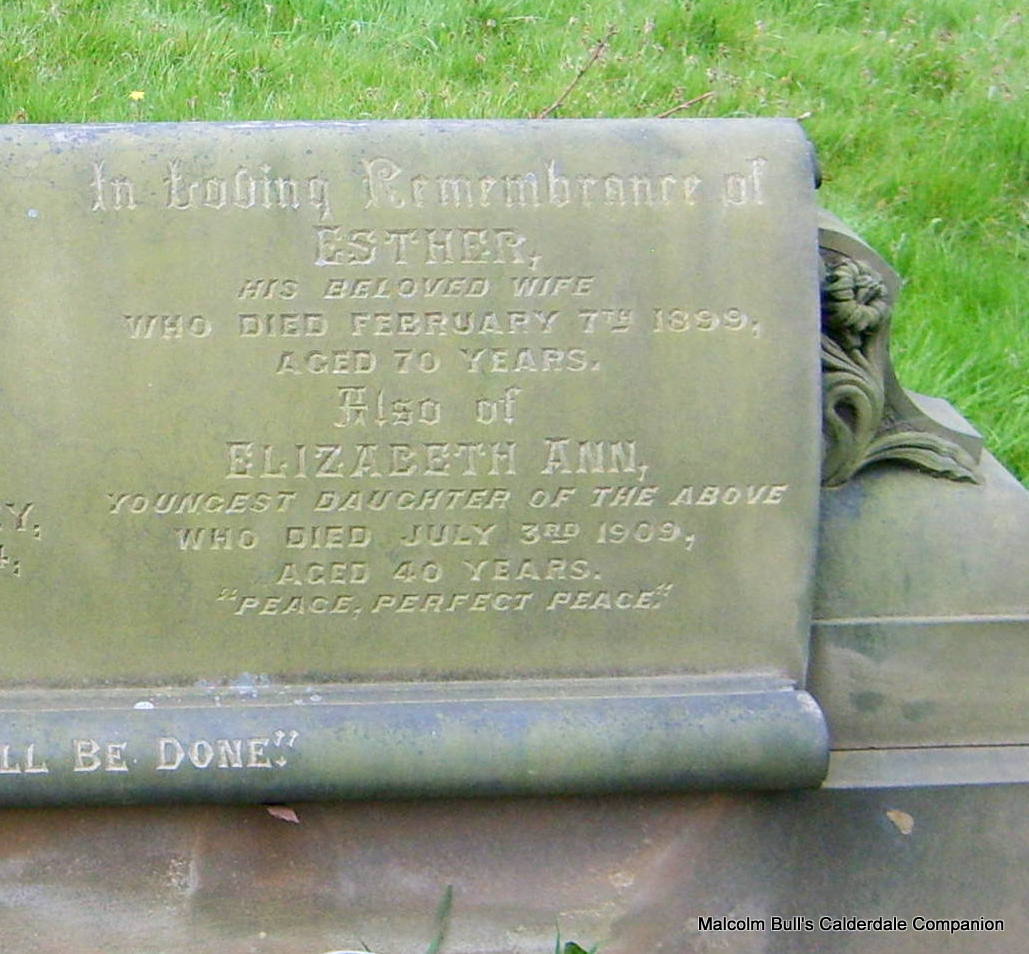 In Loving Remembrance of
ESTHER,
HIS BELOVED WIFE
WHO DIED FEBRUARY 7TH 1899,
AGED 70 YEARS.
Also of
ELIZABETH ANN,
YOUNGEST DAUGHTER OF THE ABOVE
WHO DIED JULY 3RD 1909,
AGED 40 YEARS.
"PEACE, PERFECT PEACE."
Y,
4;
LL BE DONE."
Malcolm Bull's Calderdale Companion